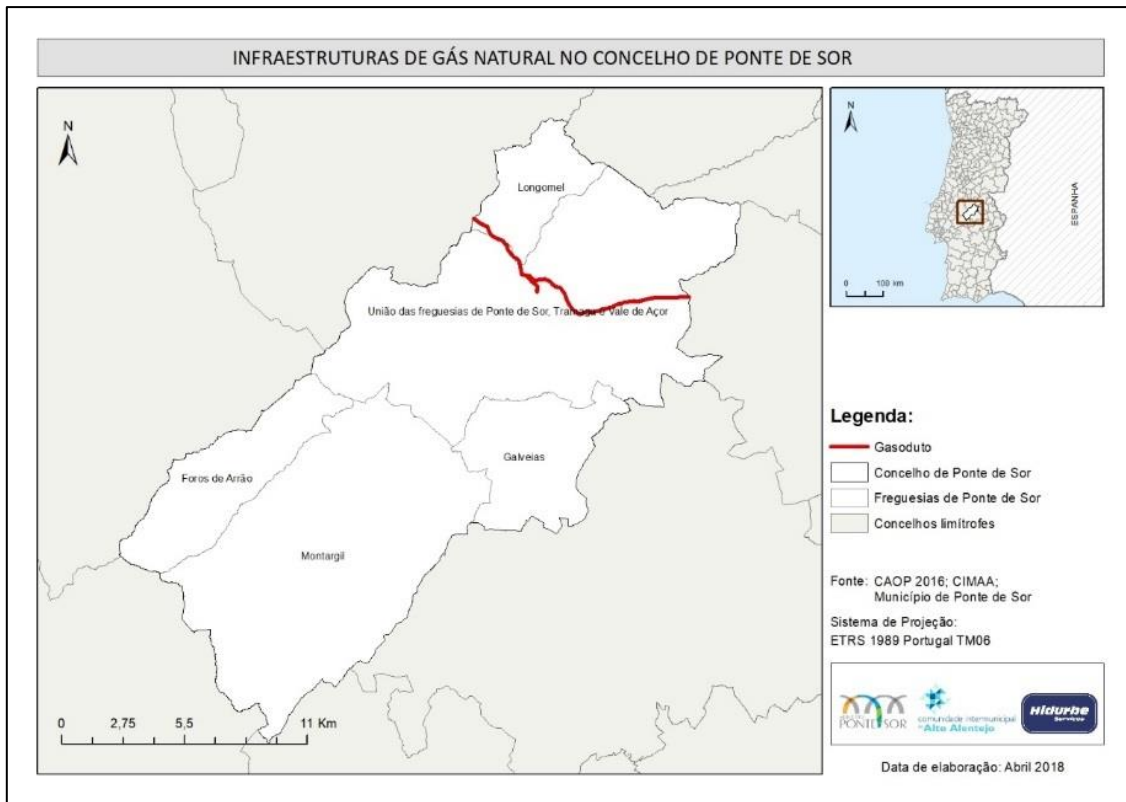 INFRAESTRUTURAS DE GÁS NATURAL NO CONCELHO DE PONTE DE SOR
N
Longomel
União das freguesias de Ponte de Sor, Tramaga e Vale de Açor
Galveias
Foros de Arrão
Montargil
0 2,75 5,5 11 Km
N
ESPANHA
0 100 km
Legenda:
Gasoduto
Concelho de Ponte de Sor
Freguesias de Ponte de Sor
Concelhos limítrofes
Fonte: CAOP 2016; CIMAA;
Município de Ponte de Sor
Sistema de Projeção:
ETRS 1989 Portugal TM06
PONTE SOR
comunidade intermunicipal
do Alto Alentejo
Hidurbe
Serviços
Data de elaboração: Abril 2018